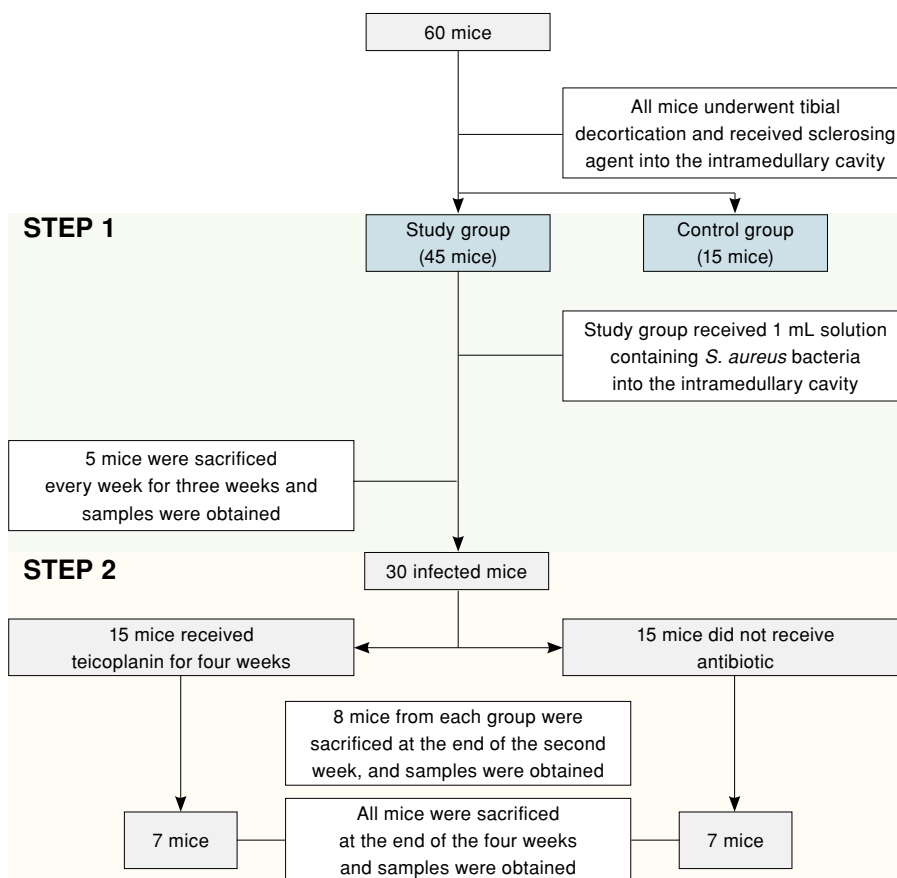 60 mice
All mice underwent tibial
decortication and received sclerosing
agent into the intramedullary cavity
STEP 1
Study group
(45 mice)
Control group
(15 mice)
Study group received 1 mL solution
containing S. aureus bacteria
into the intramedullary cavity
5 mice were sacrificed
every week for three weeks and
samples were obtained
STEP 2
30 infected mice
15 mice received
teicoplanin for four weeks
15 mice did not receive
antibiotic
8 mice from each group were
sacrificed at the end of the second
week, and samples were obtained
7 mice
All mice were sacrificed
at the end of the four weeks
and samples were obtained
7 mice